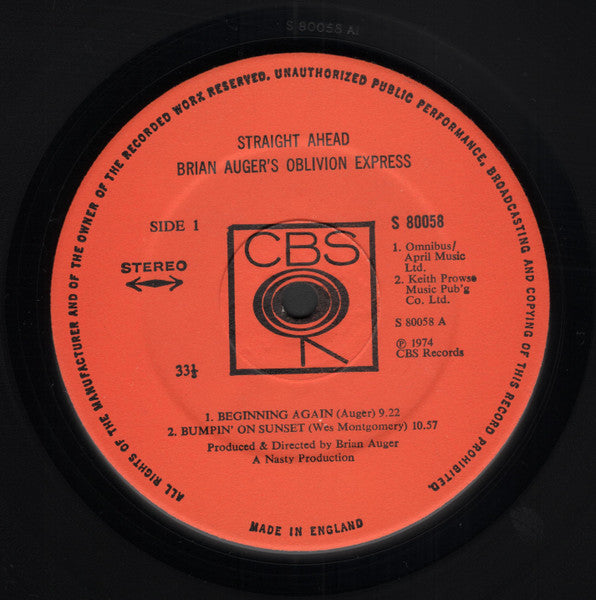 S 80058 A1
ALL RIGHTS OF THE MANUFACTURER AND OF THE OWNER OF THE RECORDED WORK RESERVED. UNAUTHORIZED PUBLIC PERFORMANCE, BROADCASTING AND COPYING OF THIS RECORD PROHIBITED.
STRAIGHT AHEAD
BRIAN AUGER'S OBLIVION EXPRESS
SIDE 1
STEREO
33⅓
CBS
S 80058
1. Omnibus/
April Music
Ltd.
2. Keith Prowse
Music Pub'g
Co. Ltd.
S 80058 A
℗ 1974
CBS Records
1. BEGINNING AGAIN (Auger) 9.22
2. BUMPIN' ON SUNSET (Wes Montgomery) 10.57
Produced & Directed by Brian Auger
A Nasty Production
MADE IN ENGLAND